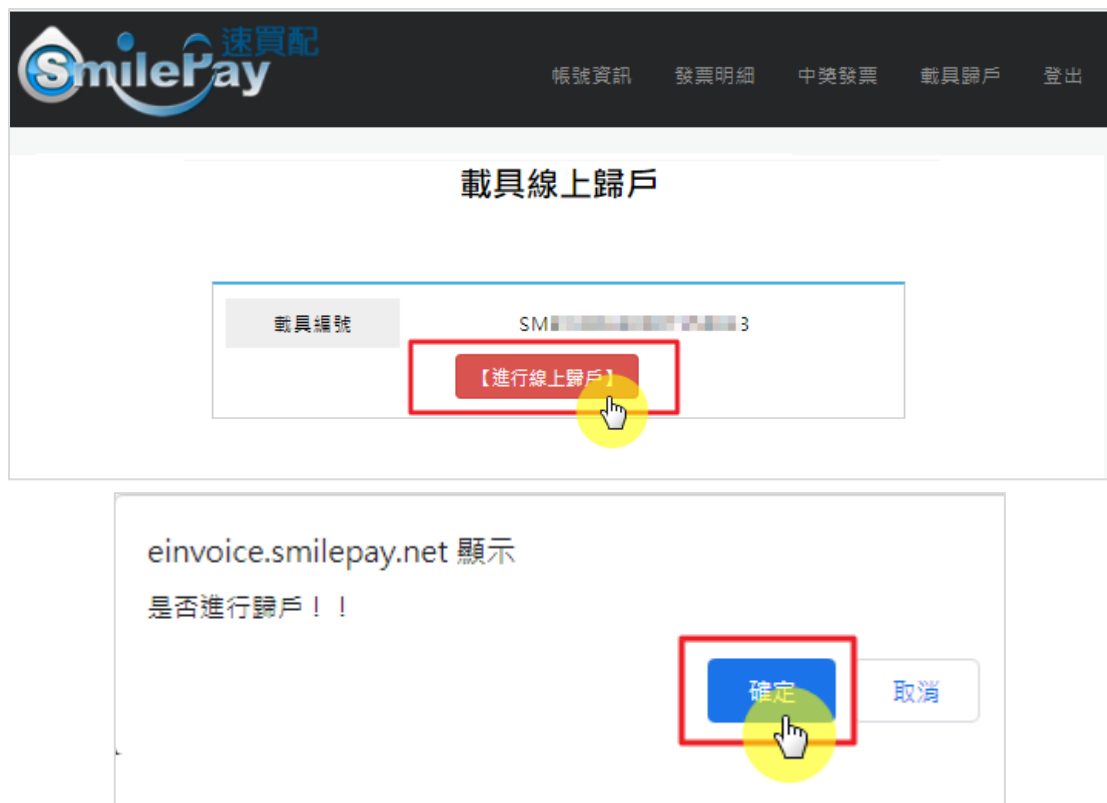 速買配
SmilePay
帳號資訊 發票明細 中獎發票 載具歸戶 登出
載具線上歸戶
載具編號 SM 3
【進行線上歸戶】
einvoice.smilepay.net 顯示
是否進行歸戶！！
確定 取消